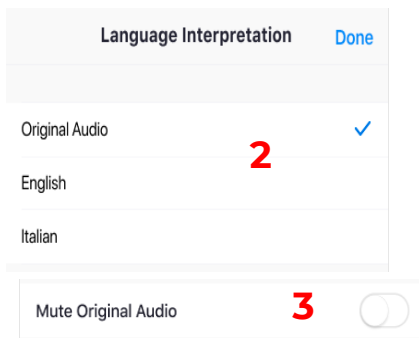 Language Interpretation Done
Original Audio
2
English
Italian
Mute Original Audio 3